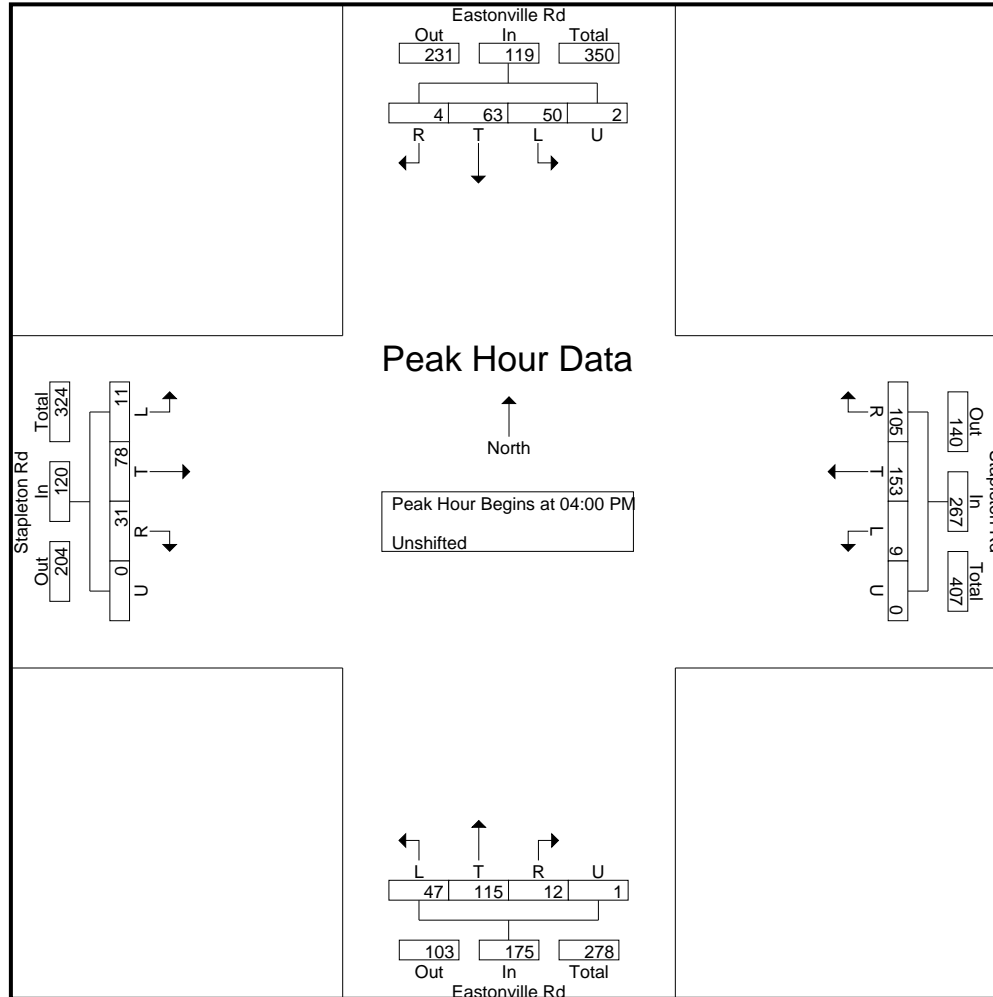 Eastonville Rd
Out In Total
231 119 350
4 63 50 2
R T L U
Peak Hour Data
North
Peak Hour Begins at 04:00 PM
Unshifted
Stapleton Rd
Total In Out
324 120 204
11 78 31 0
L T R U
Stapleton Rd
Out In Total
140 267 407
105 153 9 0
R T L U
L T R U
47 115 12 1
103 175 278
Out In Total
Eastonville Rd